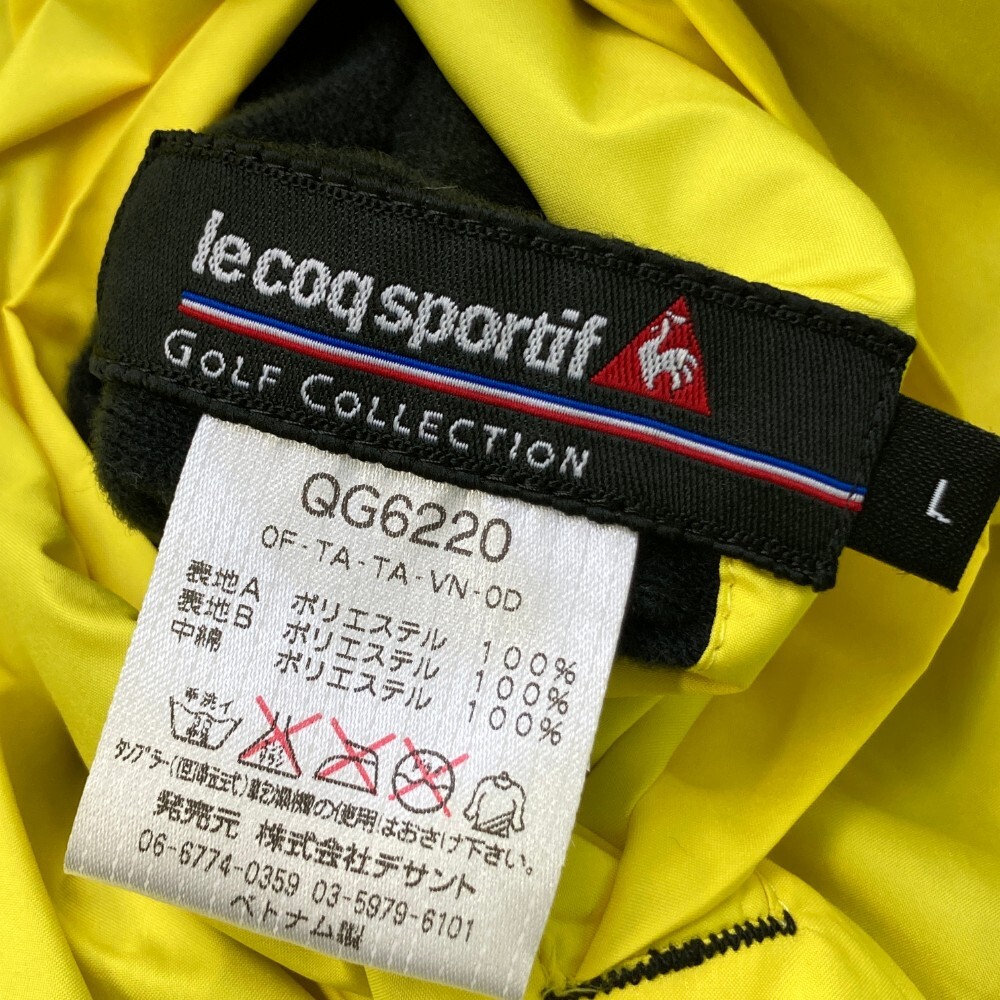 le coq sportif
GOLF COLLECTION
L
QG6220
OF-TA-TA-VN-0D
表地A ポリエステル 100%
表地B ポリエステル 100%
中綿 ポリエステル 100%
手洗イ
タンブラー(但回転式)乾燥機の使用はおさけ下さい。
発売元 株式会社デサント
06-6774-0359 03-5979-6101
ベトナム製